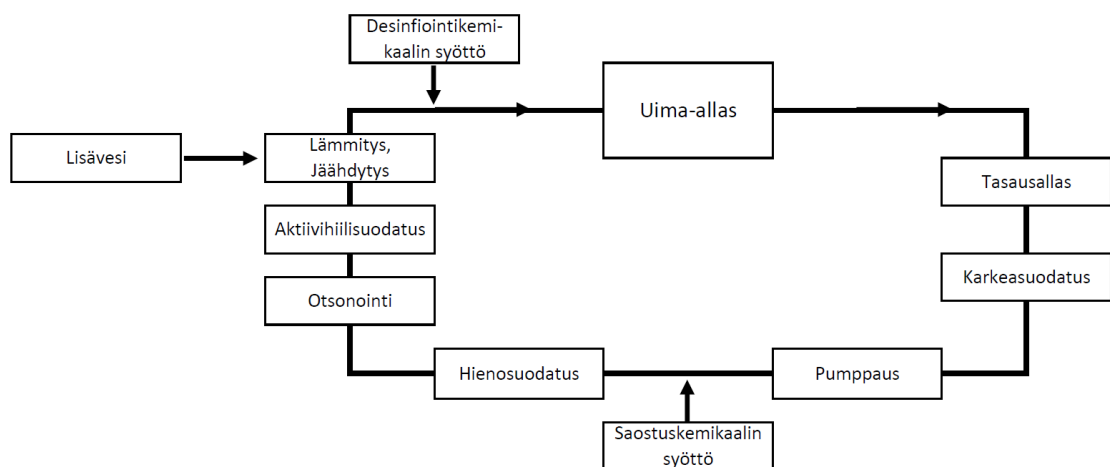 Desinfiointikemi-
kaalin syöttö
Uima-allas
Lisävesi
Lämmitys,
Jäähdytys
Tasausallas
Aktiivihiilisuodatus
Karkeasuodatus
Otsonointi
Hienosuodatus
Pumppaus
Saostuskemikaalin
syöttö